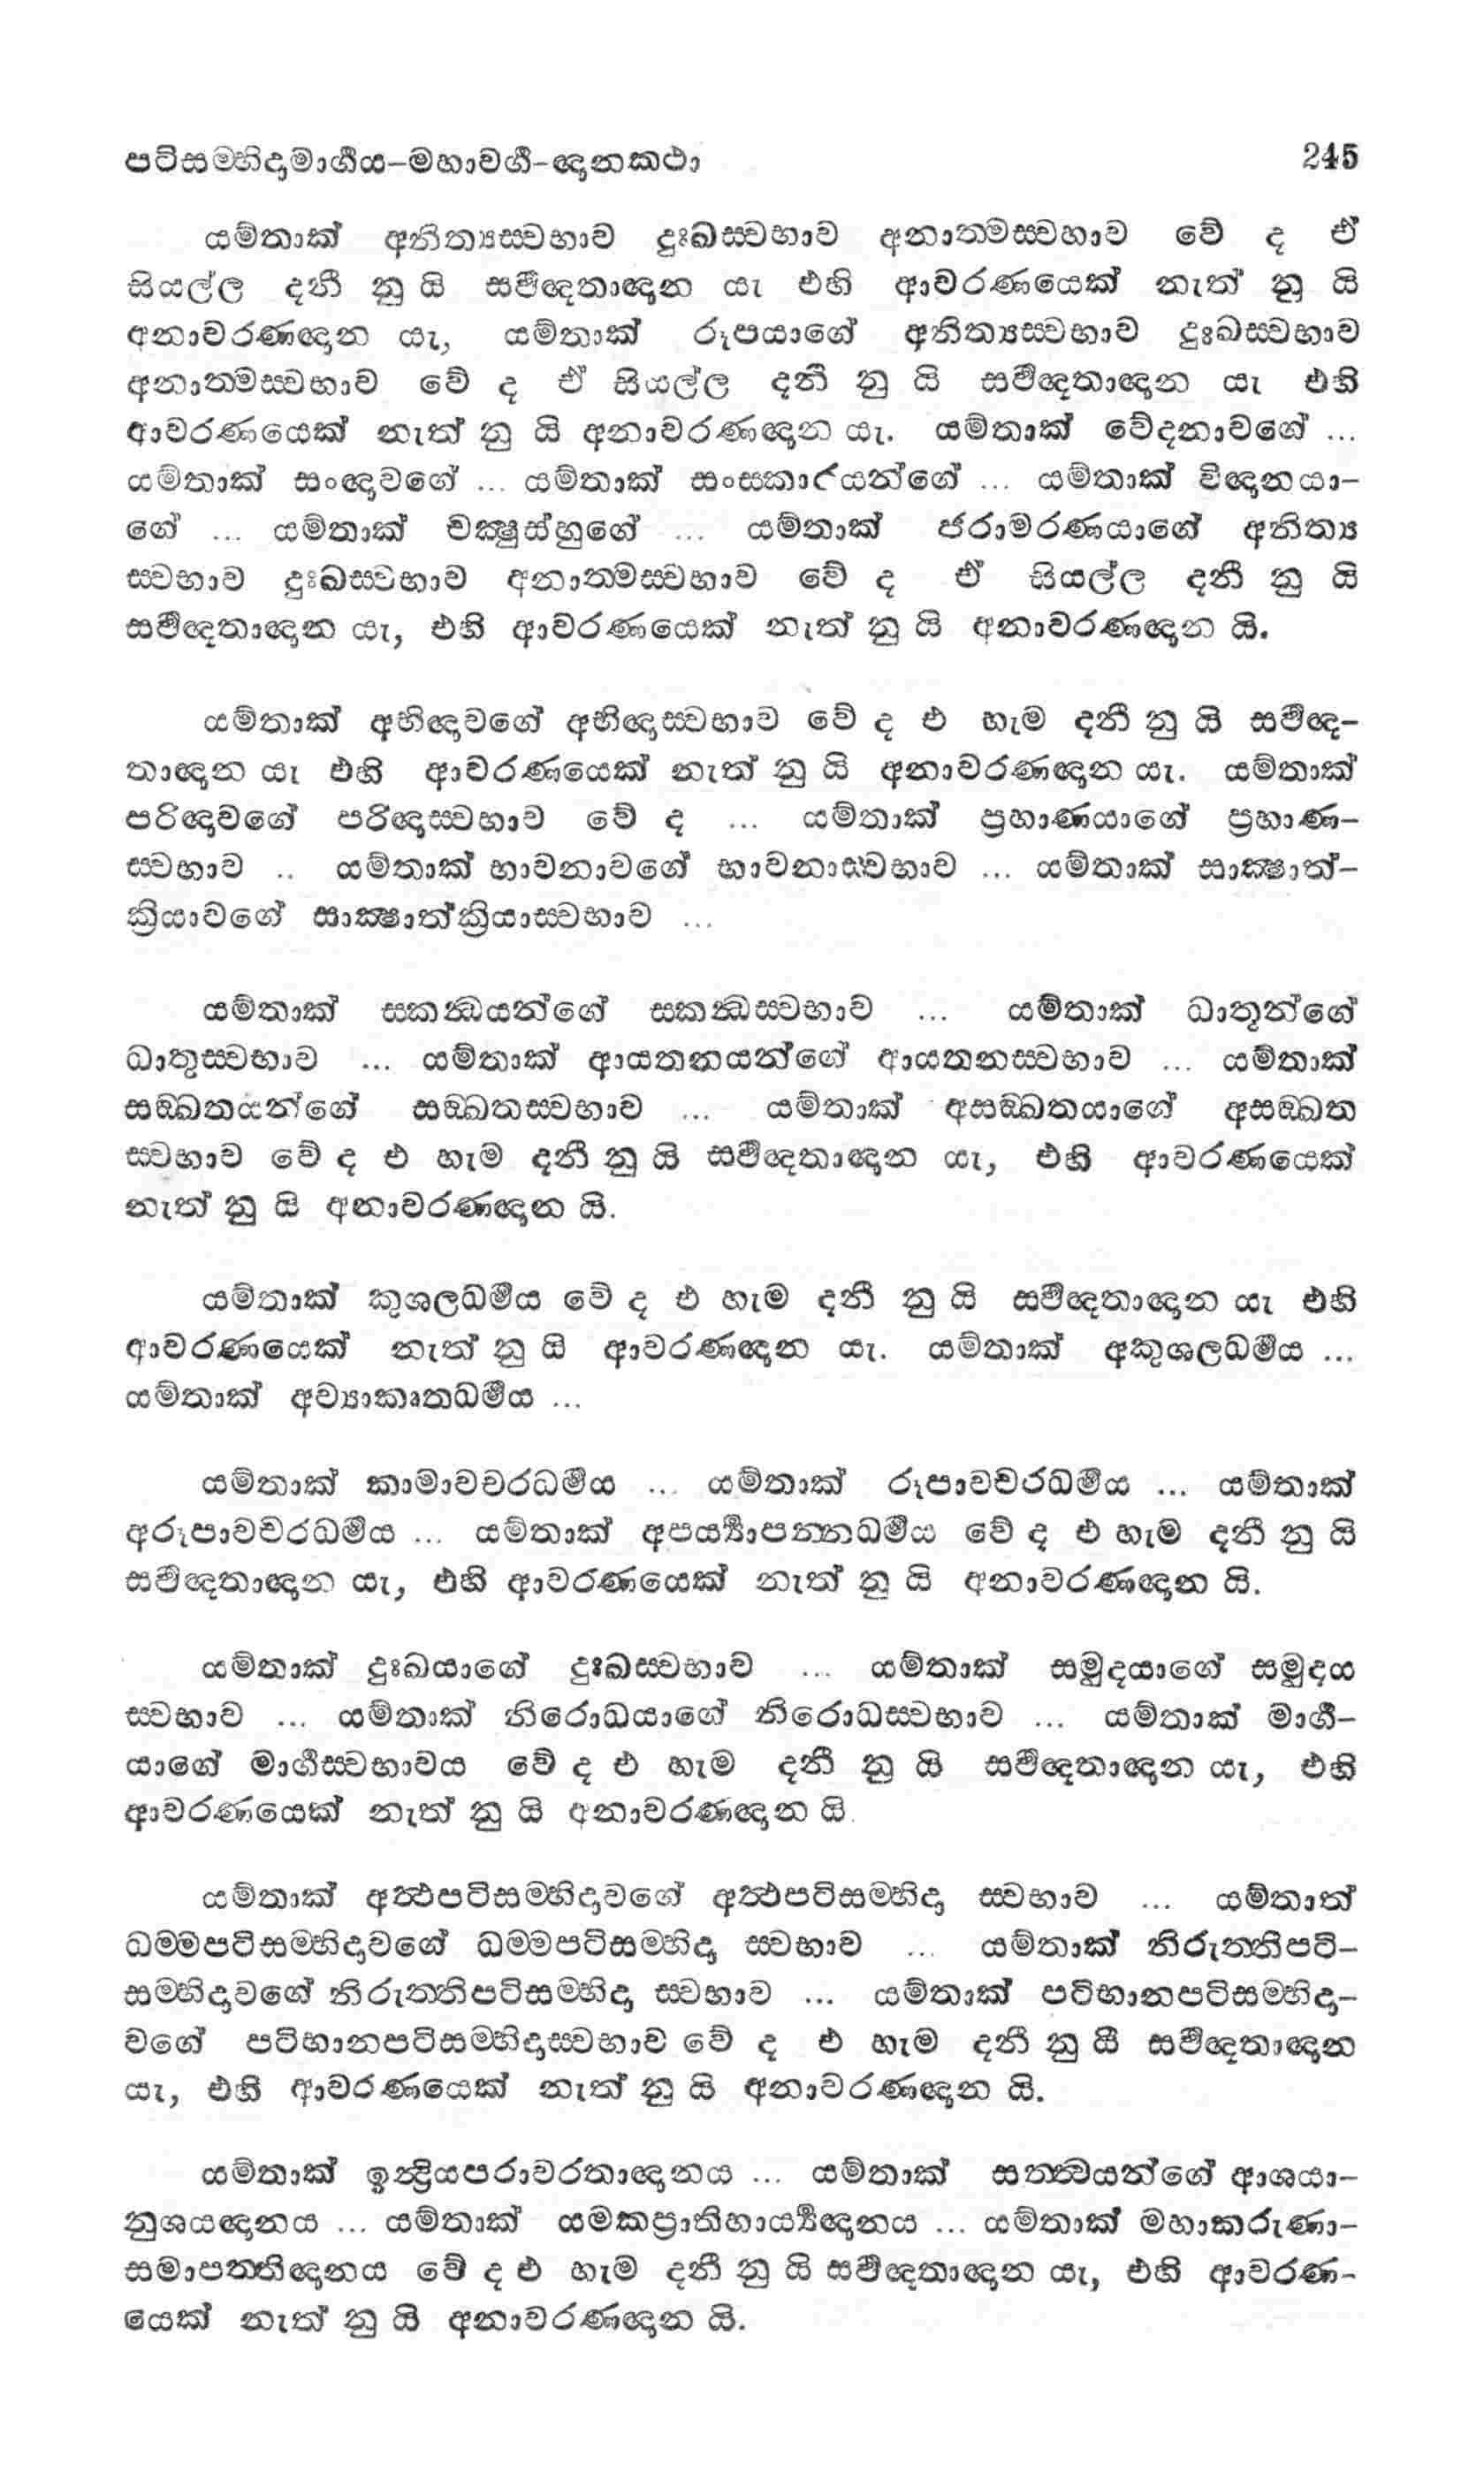 පටිසම්භිදාමාර්ගය–මහාවර්ග–ඥානකථා 245
යම්තාක් අනිත්‍යස්වභාව දුඃඛස්වභාව අනාත්මස්වභාව වේ ද ඒ
සියල්ල දනී නු යි සර්වඥතාඥාන යැ එහි ආවරණයෙක් නැත් නු යි
අනාවරණඥාන යැ, යම්තාක් රූපයාගේ අනිත්‍යස්වභාව දුඃඛස්වභාව
අනාත්මස්වභාව වේ ද ඒ සියල්ල දනී නු යි සර්වඥතාඥාන යැ එහි
ආවරණයෙක් නැත් නු යි අනාවරණඥාන යැ. යම්තාක් වේදනාවගේ ...
යම්තාක් සංඥාවගේ ... යම්තාක් සංස්කාරයන්ගේ ... යම්තාක් විඥානයා–
ගේ ... යම්තාක් චක්‍ෂුස්හුගේ ... යම්තාක් ජරාමරණයාගේ අනිත්‍ය
ස්වභාව දුඃඛස්වභාව අනාත්මස්වභාව වේ ද ඒ සියල්ල දනී නු යි
සර්වඥතාඥාන යැ, එහි ආවරණයෙක් නැත් නු යි අනාවරණඥාන යි.
යම්තාක් අභිඥාවගේ අභිඥාස්වභාව වේ ද එ හැම දනී නු යි සර්වඥ–
තාඥාන යැ එහි ආවරණයෙක් නැත් නු යි අනාවරණඥාන යැ. යම්තාක්
පරිඥාවගේ පරිඥාස්වභාව වේ ද ... යම්තාක් ප්‍රහාණයාගේ ප්‍රහාණ–
ස්වභාව .. යම්තාක් භාවනාවගේ භාවනාස්වභාව ... යම්තාක් සාක්‍ෂාත්–
ක්‍රියාවගේ සාක්‍ෂාත්ක්‍රියාස්වභාව ...
යම්තාක් ස්කන්‍ධයන්ගේ ස්කන්‍ධස්වභාව ... යම්තාක් ධාතූන්ගේ
ධාතුස්වභාව ... යම්තාක් ආයතනයන්ගේ ආයතනස්වභාව ... යම්තාක්
සඞ්ඛතයන්ගේ සඞ්ඛතස්වභාව ... යම්තාක් අසඞ්ඛතයාගේ අසඞ්ඛත
ස්වභාව වේ ද එ හැම දනී නු යි සර්වඥතාඥාන යැ, එහි ආවරණයෙක්
නැත් නු යි අනාවරණඥාන යි.
යම්තාක් කුශලධර්මය වේ ද එ හැම දනී නු යි සර්වඥතාඥාන යැ එහි
ආවරණයෙක් නැත් නු යි ආවරණඥාන යැ. යම්තාක් අකුශලධර්මය ...
යම්තාක් අව්‍යාකෘතධර්මය ...
යම්තාක් කාමාවචරධර්මය ... යම්තාක් රූපාවචරධර්මය ... යම්තාක්
අරූපාවචරධර්මය ... යම්තාක් අපර්‍ය්‍යාපන්නධර්මය වේ ද එ හැම දනී නු යි
සර්වඥතාඥාන යැ, එහි ආවරණයෙක් නැත් නු යි අනාවරණඥාන යි.
යම්තාක් දුඃඛයාගේ දුඃඛස්වභාව ... යම්තාක් සමුදයාගේ සමුදය
ස්වභාව ... යම්තාක් නිරොධයාගේ නිරොධස්වභාව ... යම්තාක් මාර්ග–
යාගේ මාර්ගස්වභාවය වේ ද එ හැම දනී නු යි සර්වඥතාඥාන යැ, එහි
ආවරණයෙක් නැත් නු යි අනාවරණඥාන යි.
යම්තාක් අත්‍ථපටිසම්භිදාවගේ අත්‍ථපටිසම්භිදා ස්වභාව ... යම්තාත්
ධම්මපටිසම්භිදාවගේ ධම්මපටිසම්භිදා ස්වභාව ... යම්තාක් නිරුත්තිපටි–
සම්භිදාවගේ නිරුත්තිපටිසම්භිදා ස්වභාව ... යම්තාක් පටිභානපටිසම්භිදා–
වගේ පටිභානපටිසම්භිදාස්වභාව වේ ද එ හැම දනී නු යී සර්වඥතාඥාන
යැ, එහි ආවරණයෙක් නැත් නු යි අනාවරණඥාන යි.
යම්තාක් ඉන්‍ද්‍රියපරාවරතාඥානය ... යම්තාක් සත්ත්‍වයන්ගේ ආශයා–
නුශයඥානය ... යම්තාක් යමකප්‍රාතිහාර්‍ය්‍යඥානය ... යම්තාක් මහාකරුණා–
සමාපත්තිඥානය වේ ද එ හැම දනී නු යි සර්වඥතාඥාන යැ, එහි ආවරණ–
යෙක් නැත් නු යි අනාවරණඥාන යි.